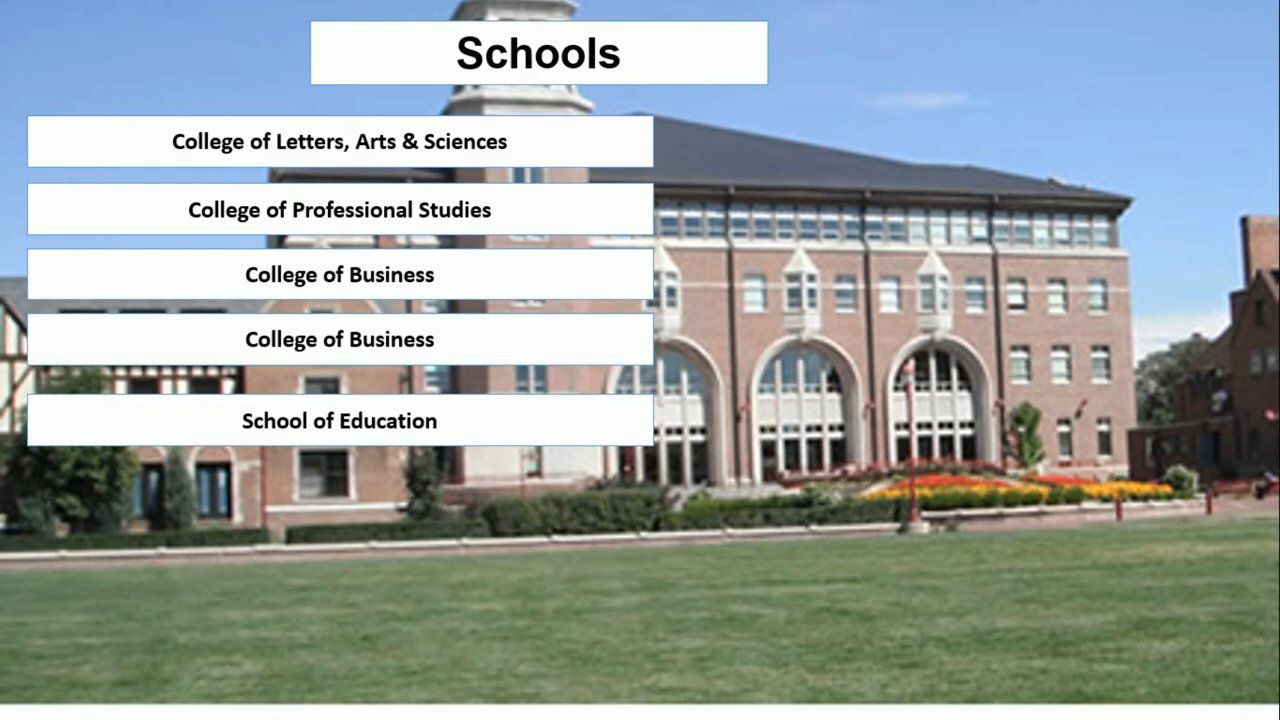 Schools
College of Letters, Arts & Sciences
College of Professional Studies
College of Business
College of Business
School of Education